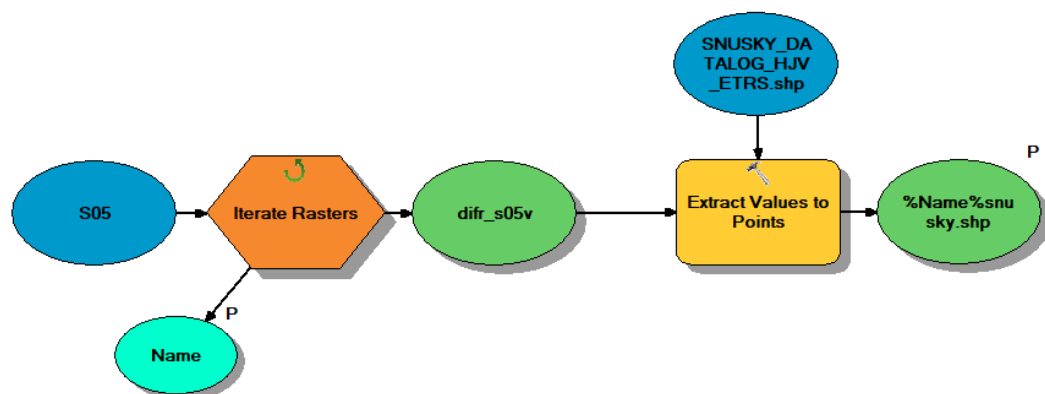 SNUSKY_DA
TALOG_HJV
_ETRS.shp
P
S05
Iterate Rasters
difr_s05v
Extract Values to
Points
%Name%snu
sky.shp
P
Name